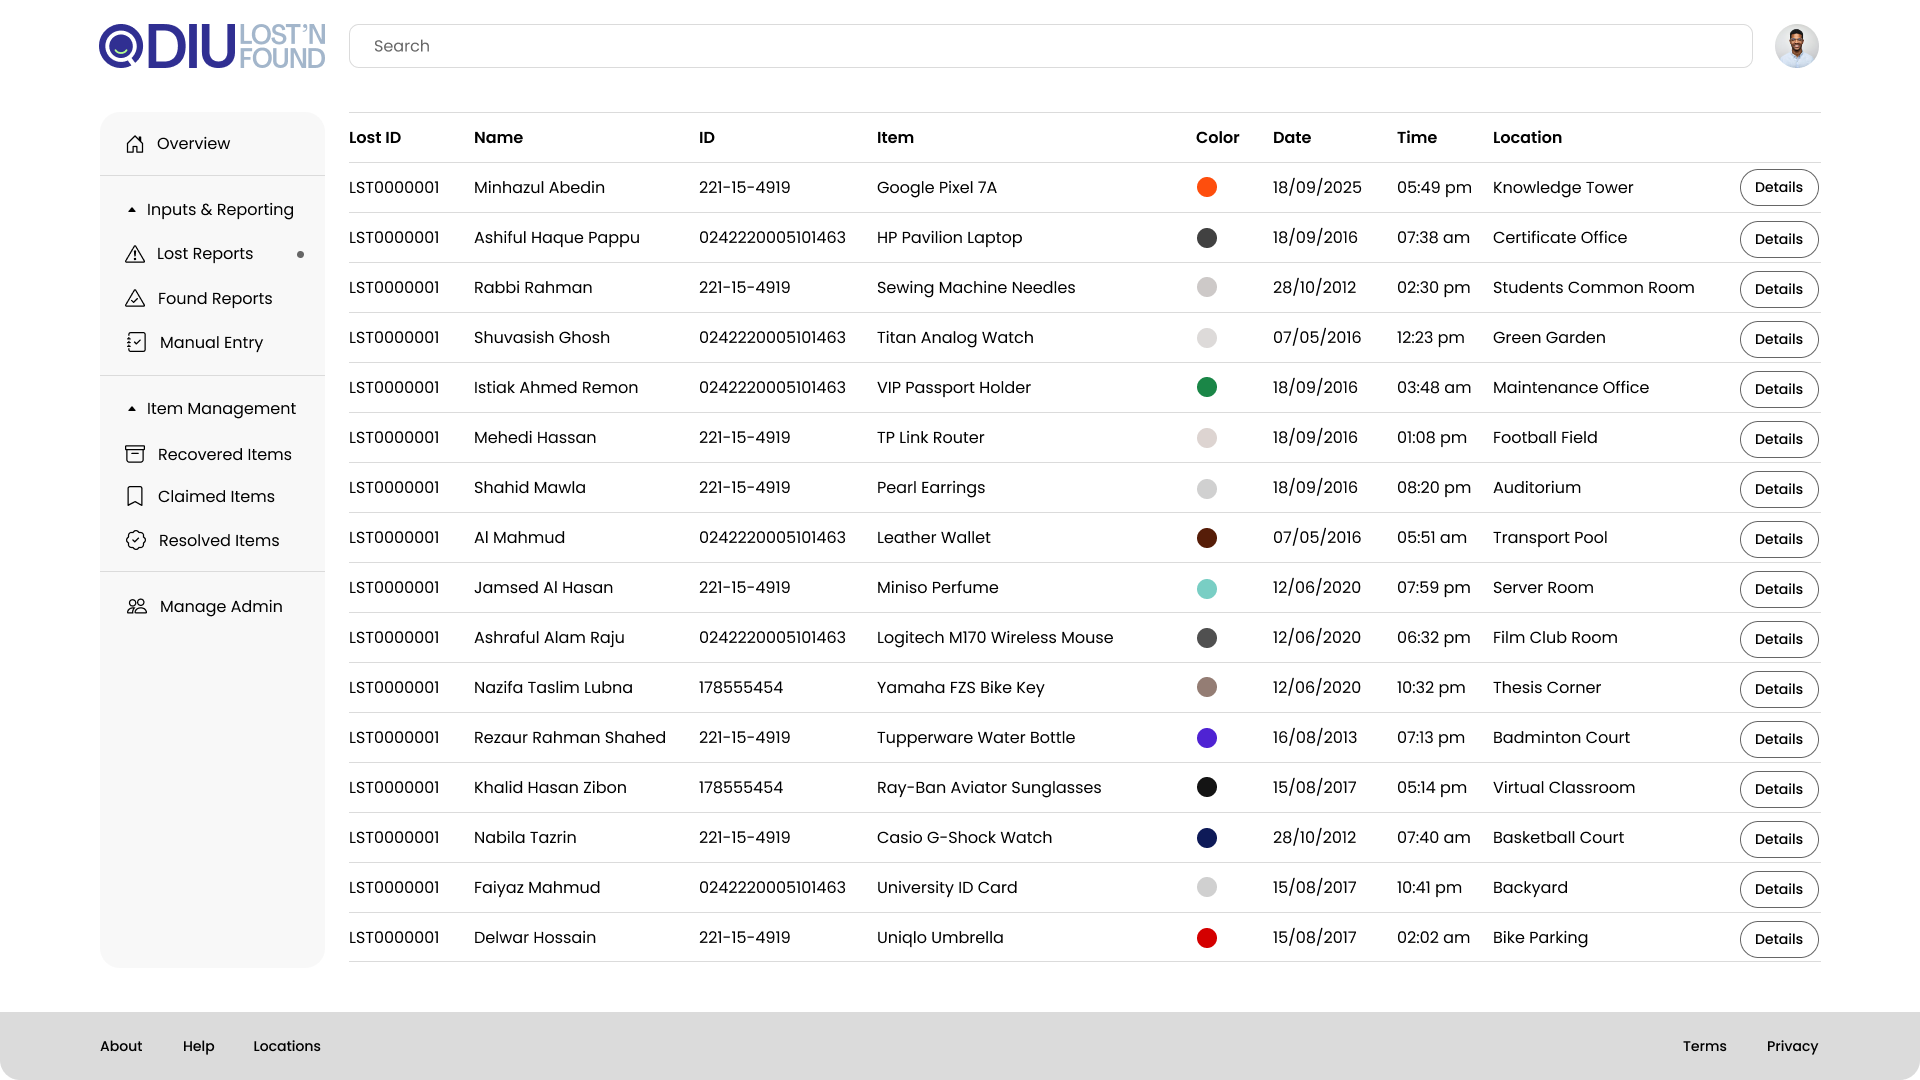 DIU LOST'N FOUND
Search
Overview
Inputs & Reporting
Lost Reports
Found Reports
Manual Entry
Item Management
Recovered Items
Claimed Items
Resolved Items
Manage Admin
Lost ID Name ID Item Color Date Time Location
LST0000001 Minhazul Abedin 221-15-4919 Google Pixel 7A 18/09/2025 05:49 pm Knowledge Tower Details
LST0000001 Ashiful Haque Pappu 0242220005101463 HP Pavilion Laptop 18/09/2016 07:38 am Certificate Office Details
LST0000001 Rabbi Rahman 221-15-4919 Sewing Machine Needles 28/10/2012 02:30 pm Students Common Room Details
LST0000001 Shuvasish Ghosh 0242220005101463 Titan Analog Watch 07/05/2016 12:23 pm Green Garden Details
LST0000001 Istiak Ahmed Remon 0242220005101463 VIP Passport Holder 18/09/2016 03:48 am Maintenance Office Details
LST0000001 Mehedi Hassan 221-15-4919 TP Link Router 18/09/2016 01:08 pm Football Field Details
LST0000001 Shahid Mawla 221-15-4919 Pearl Earrings 18/09/2016 08:20 pm Auditorium Details
LST0000001 Al Mahmud 0242220005101463 Leather Wallet 07/05/2016 05:51 am Transport Pool Details
LST0000001 Jamsed Al Hasan 221-15-4919 Miniso Perfume 12/06/2020 07:59 pm Server Room Details
LST0000001 Ashraful Alam Raju 0242220005101463 Logitech M170 Wireless Mouse 12/06/2020 06:32 pm Film Club Room Details
LST0000001 Nazifa Taslim Lubna 178555454 Yamaha FZS Bike Key 12/06/2020 10:32 pm Thesis Corner Details
LST0000001 Rezaur Rahman Shahed 221-15-4919 Tupperware Water Bottle 16/08/2013 07:13 pm Badminton Court Details
LST0000001 Khalid Hasan Zibon 178555454 Ray-Ban Aviator Sunglasses 15/08/2017 05:14 pm Virtual Classroom Details
LST0000001 Nabila Tazrin 221-15-4919 Casio G-Shock Watch 28/10/2012 07:40 am Basketball Court Details
LST0000001 Faiyaz Mahmud 0242220005101463 University ID Card 15/08/2017 10:41 pm Backyard Details
LST0000001 Delwar Hossain 221-15-4919 Uniqlo Umbrella 15/08/2017 02:02 am Bike Parking Details
About Help Locations Terms Privacy